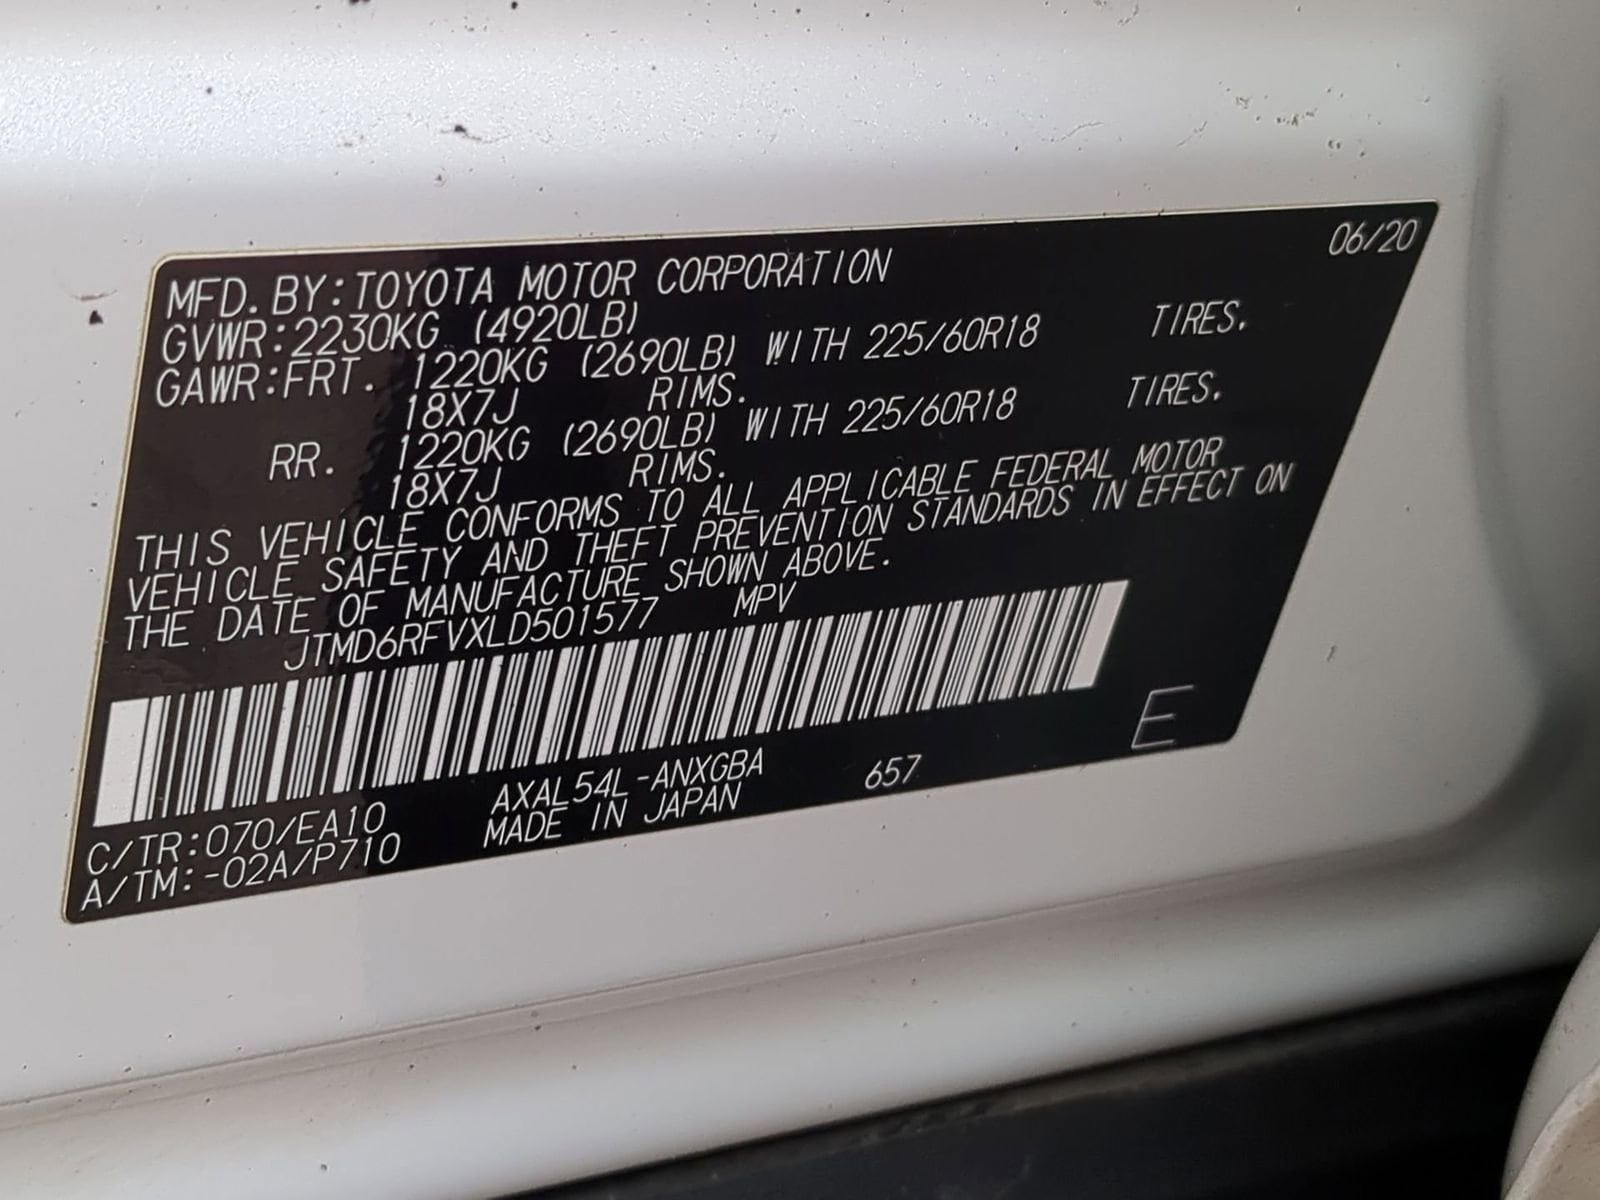 06/20
MFD. BY:TOYOTA MOTOR CORPORATION
GVWR:2230KG (4920LB)
GAWR:FRT. 1220KG (2690LB) WITH 225/60R18 TIRES.
18X7J RIMS.
RR. 1220KG (2690LB) WITH 225/60R18 TIRES.
18X7J RIMS.
THIS VEHICLE CONFORMS TO ALL APPLICABLE FEDERAL MOTOR
VEHICLE SAFETY AND THEFT PREVENTION STANDARDS IN EFFECT ON
THE DATE OF MANUFACTURE SHOWN ABOVE.
JTMD6RFVXLD501577 MPV
E
C/TR:070/EA10 AXAL54L-ANXGBA 657
A/TM:-02A/P710 MADE IN JAPAN